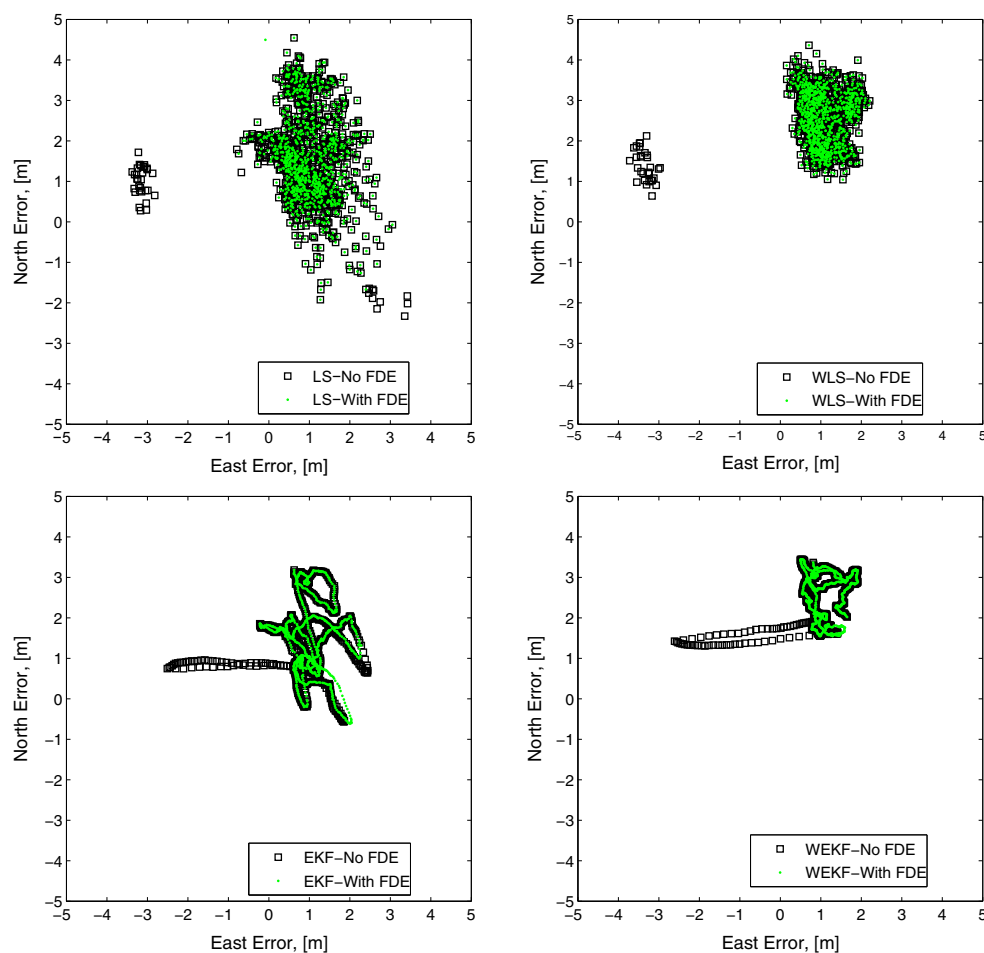 5
4
3
2
1
0
−1
−2
−3
−4
−5
North Error, [m]
LS−No FDE
LS−With FDE
−5 −4 −3 −2 −1 0 1 2 3 4 5
East Error, [m]
5
4
3
2
1
0
−1
−2
−3
−4
−5
North Error, [m]
WLS−No FDE
WLS−With FDE
−5 −4 −3 −2 −1 0 1 2 3 4 5
East Error, [m]
5
4
3
2
1
0
−1
−2
−3
−4
−5
North Error, [m]
EKF−No FDE
EKF−With FDE
−5 −4 −3 −2 −1 0 1 2 3 4 5
East Error, [m]
5
4
3
2
1
0
−1
−2
−3
−4
−5
North Error, [m]
WEKF−No FDE
WEKF−With FDE
−5 −4 −3 −2 −1 0 1 2 3 4 5
East Error, [m]